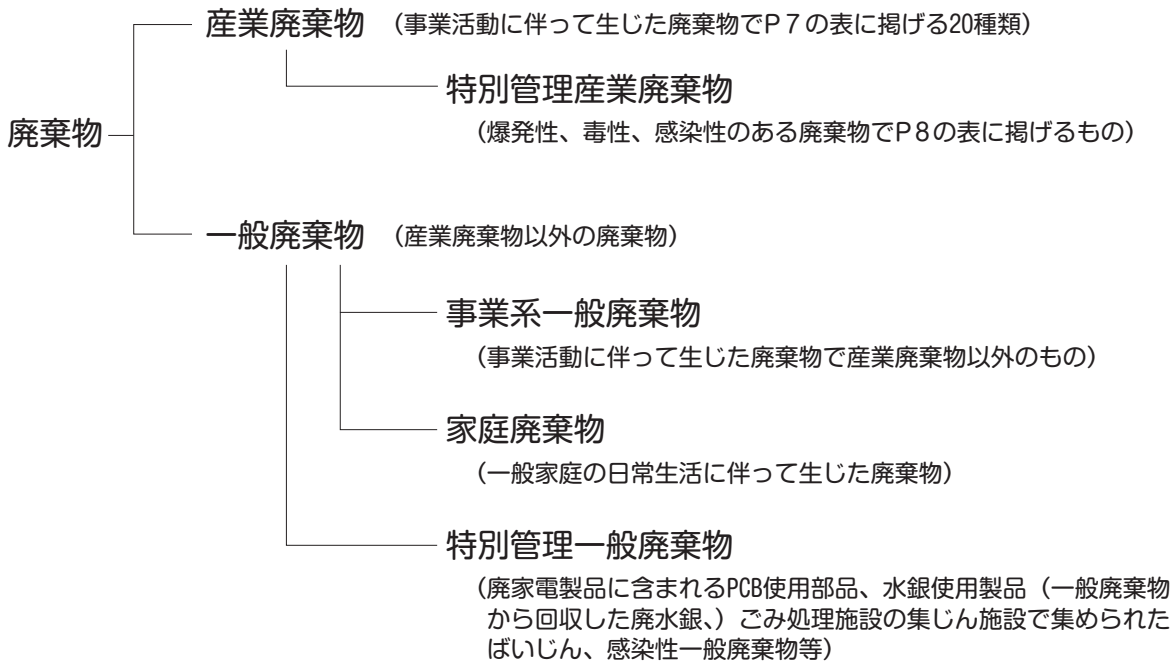 産業廃棄物 (事業活動に伴って生じた廃棄物でP7の表に掲げる20種類)
特別管理産業廃棄物
(爆発性、毒性、感染性のある廃棄物でP8の表に掲げるもの)
廃棄物
一般廃棄物 (産業廃棄物以外の廃棄物)
事業系一般廃棄物
(事業活動に伴って生じた廃棄物で産業廃棄物以外のもの)
家庭廃棄物
(一般家庭の日常生活に伴って生じた廃棄物)
特別管理一般廃棄物
(廃家電製品に含まれるPCB使用部品、水銀使用製品(一般廃棄物
から回収した廃水銀、)ごみ処理施設の集じん施設で集められた
ばいじん、感染性一般廃棄物等)